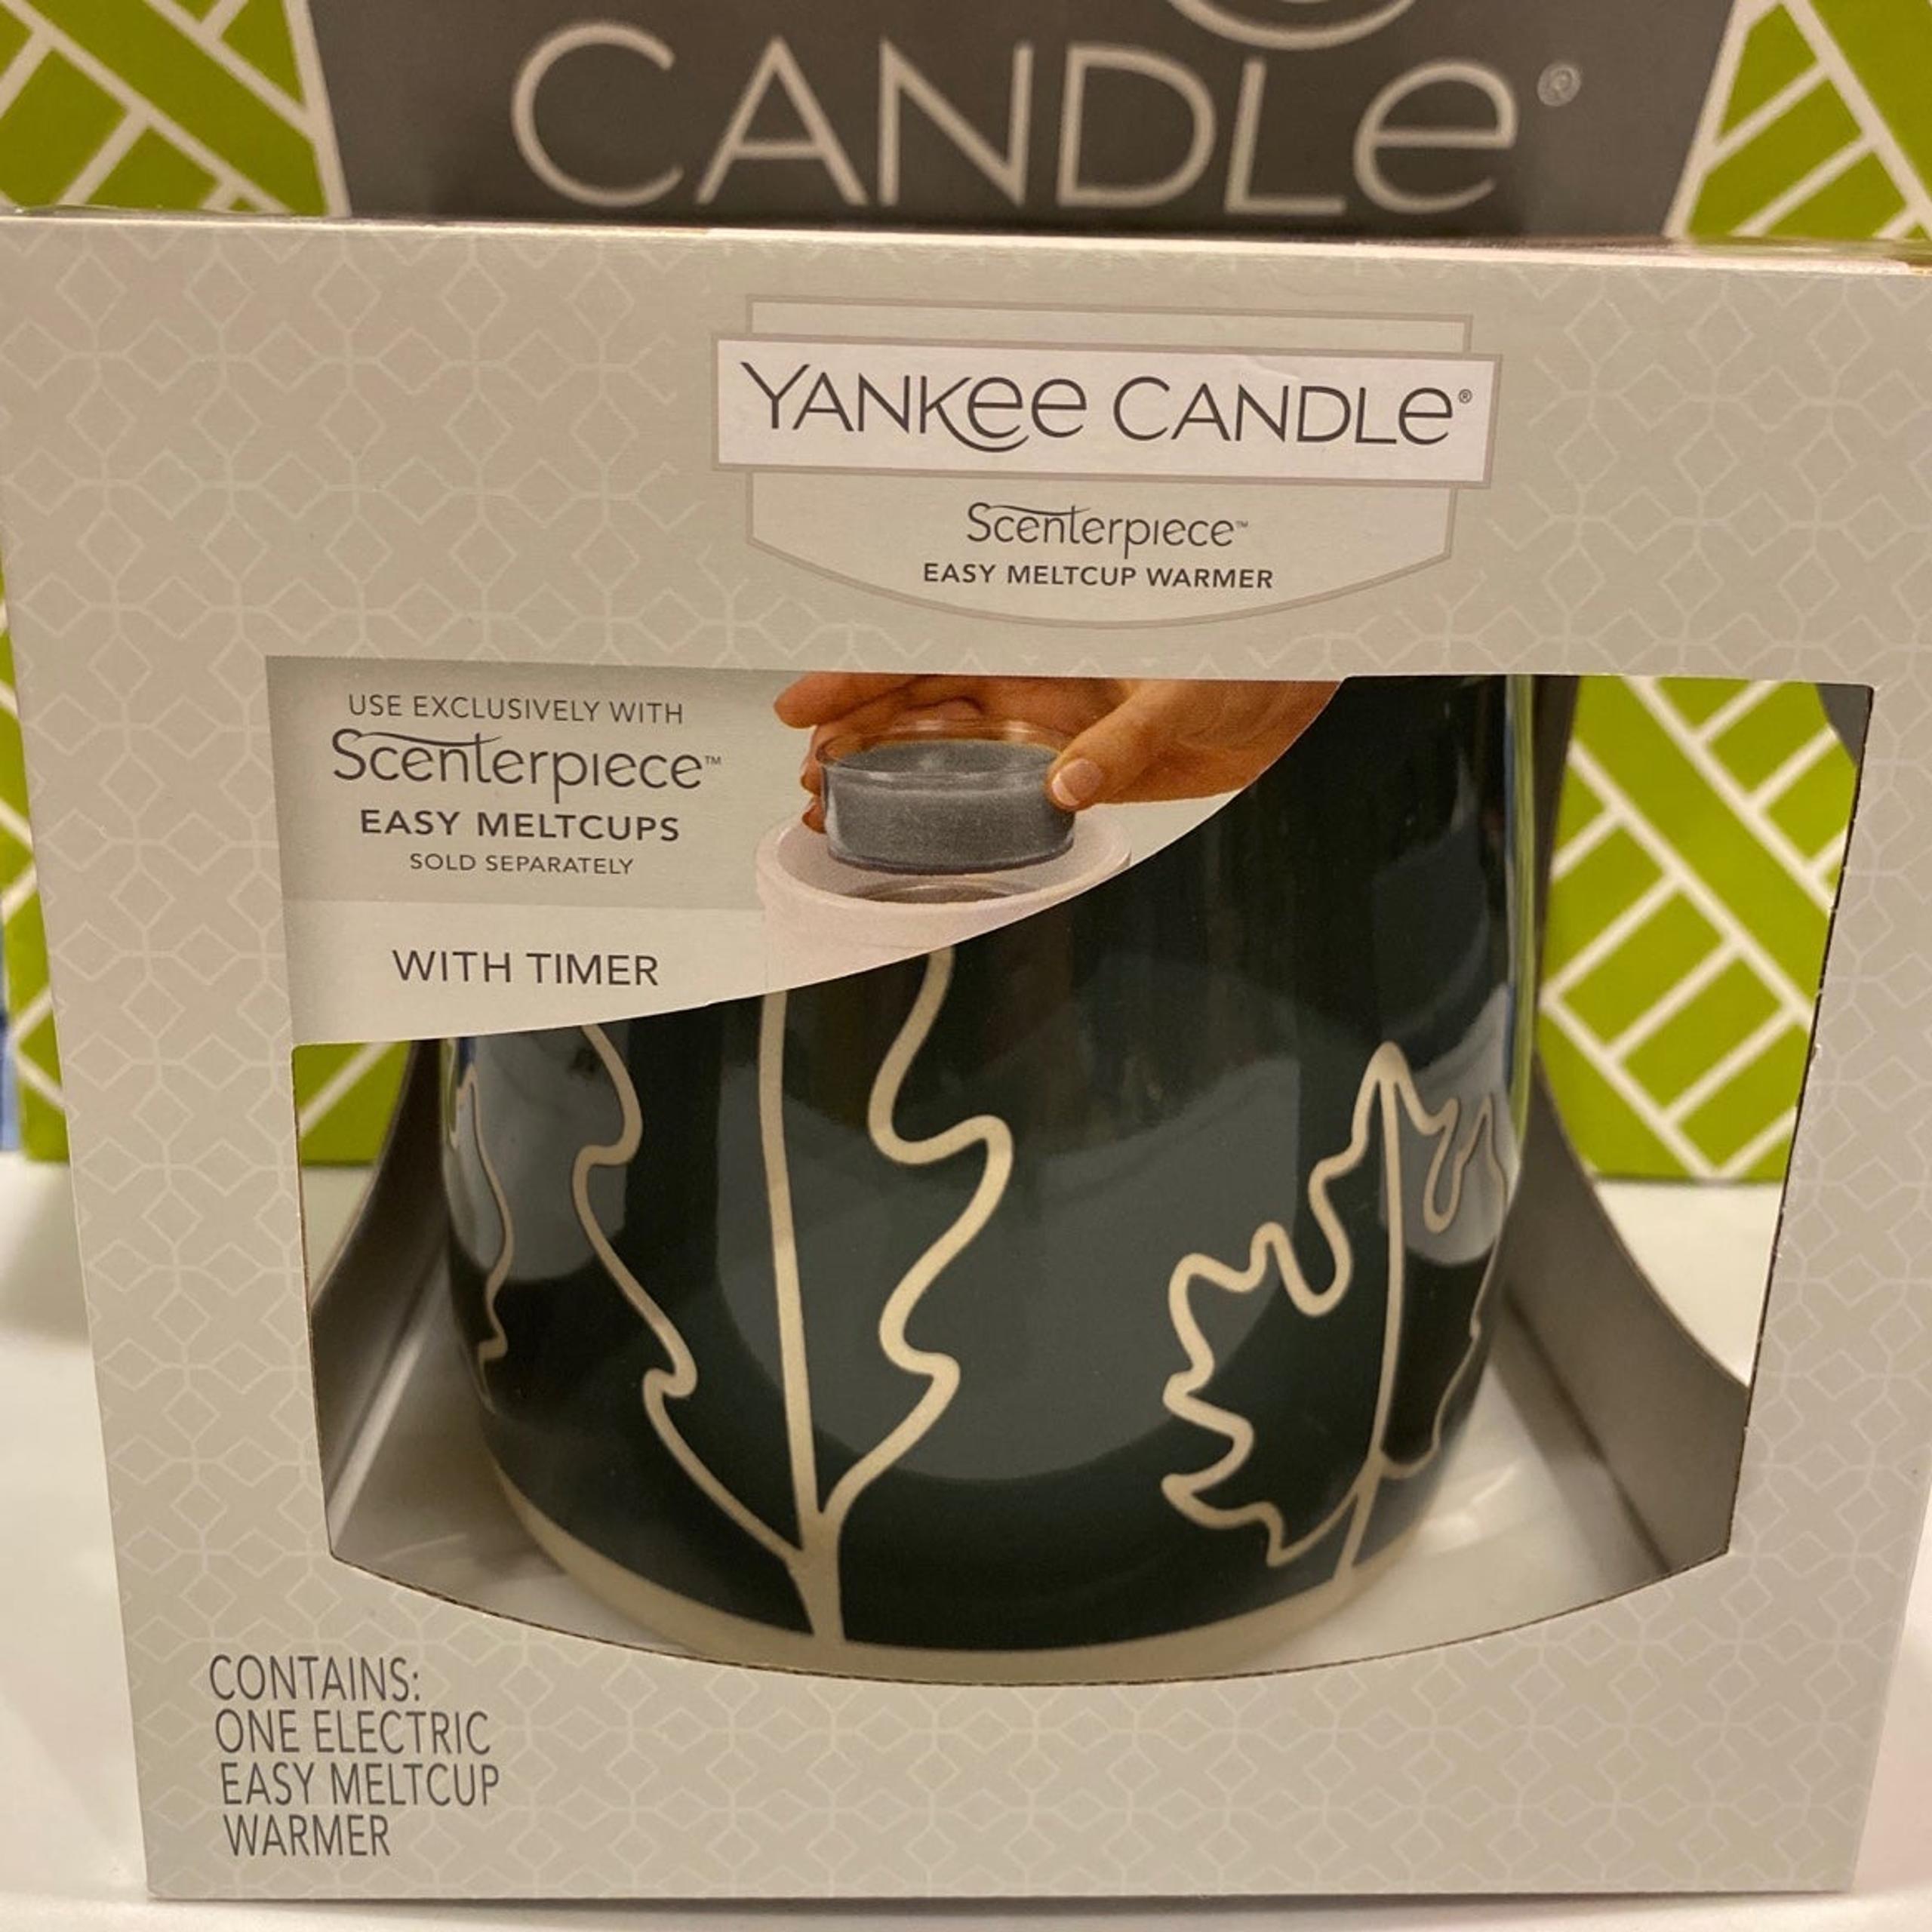 CANDLE®
YANKEE CANDLE®
Scenterpiece™
EASY MELTCUP WARMER
USE EXCLUSIVELY WITH
Scenterpiece™
EASY MELTCUPS
SOLD SEPARATELY
WITH TIMER
CONTAINS:
ONE ELECTRIC
EASY MELTCUP
WARMER